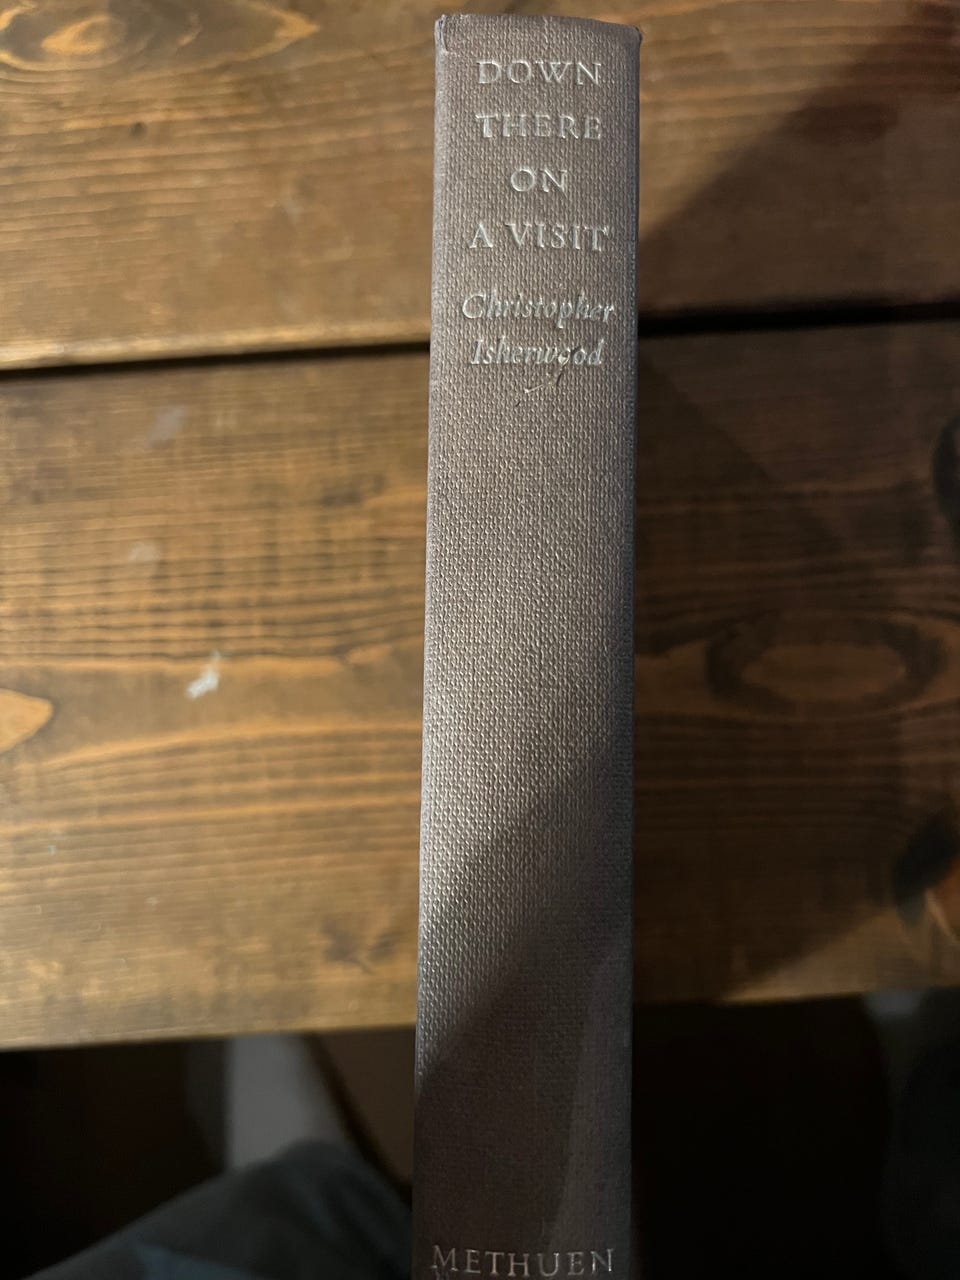 DOWN
THERE
ON
A VISIT
Christopher
Isherwood
METHUEN